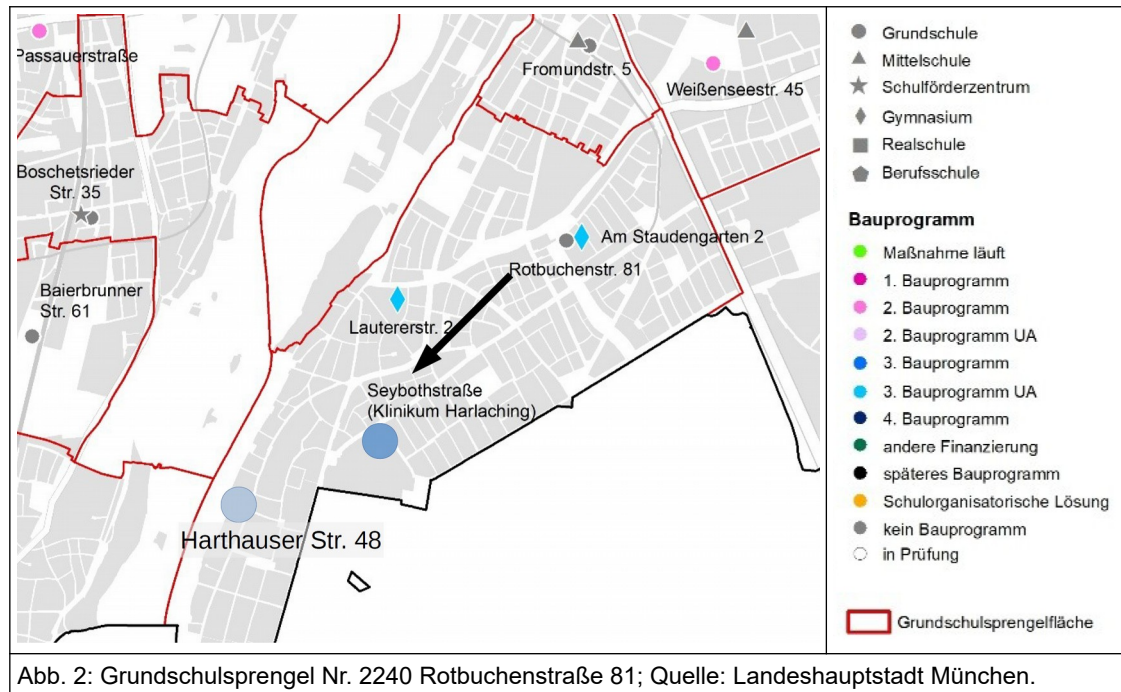 Passauerstraße
Fromundstr. 5
Weißenseestr. 45
Boschetsrieder
Str. 35
Am Staudengarten 2
Rotbuchenstr. 81
Baierbrunner
Str. 61
Lautererstr. 2
Seybothstraße
(Klinikum Harlaching)
Harthauser Str. 48
Grundschule
Mittelschule
Schulförderzentrum
Gymnasium
Realschule
Berufsschule
Bauprogramm
Maßnahme läuft
1. Bauprogramm
2. Bauprogramm
2. Bauprogramm UA
3. Bauprogramm
3. Bauprogramm UA
4. Bauprogramm
andere Finanzierung
späteres Bauprogramm
Schulorganisatorische Lösung
kein Bauprogramm
in Prüfung
Grundschulsprengelfläche
Abb. 2: Grundschulsprengel Nr. 2240 Rotbuchenstraße 81; Quelle: Landeshauptstadt München.